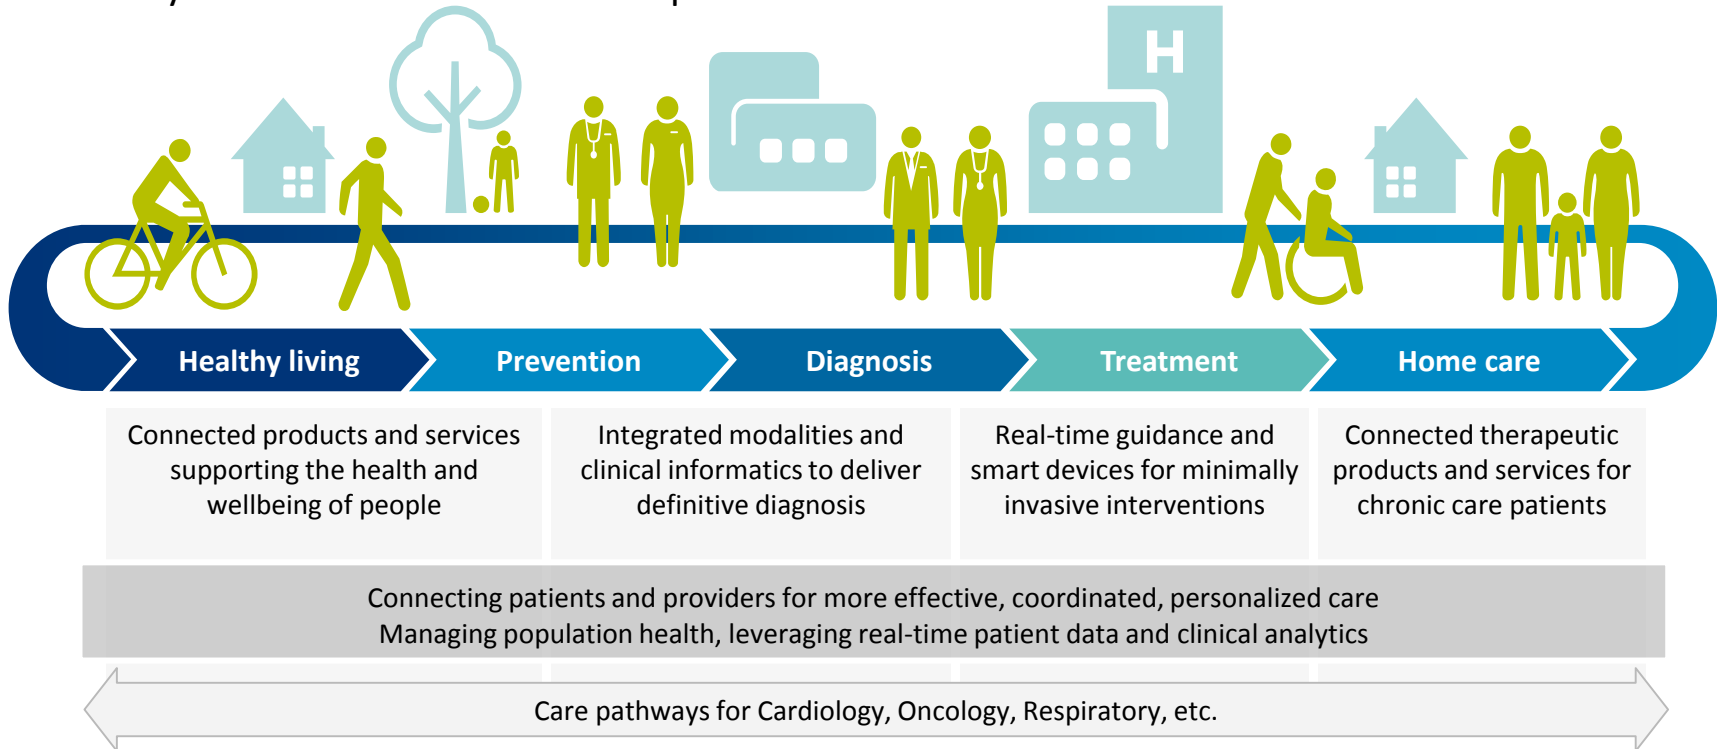 H
Healthy living
Prevention
Diagnosis
Treatment
Home care
Connected products and services
supporting the health and
wellbeing of people
Integrated modalities and
clinical informatics to deliver
definitive diagnosis
Real-time guidance and
smart devices for minimally
invasive interventions
Connected therapeutic
products and services for
chronic care patients
Connecting patients and providers for more effective, coordinated, personalized care
Managing population health, leveraging real-time patient data and clinical analytics
Care pathways for Cardiology, Oncology, Respiratory, etc.